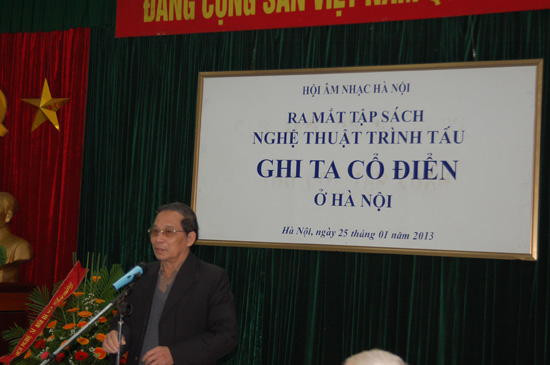 ĐẢNG CỘNG SẢN VIỆT NAM
HỘI ÂM NHẠC HÀ NỘI
RA MẮT TẬP SÁCH
NGHỆ THUẬT TRÌNH TẤU
GHI TA CỔ ĐIỂN
Ở HÀ NỘI
Hà Nội, ngày 25 tháng 01 năm 2013